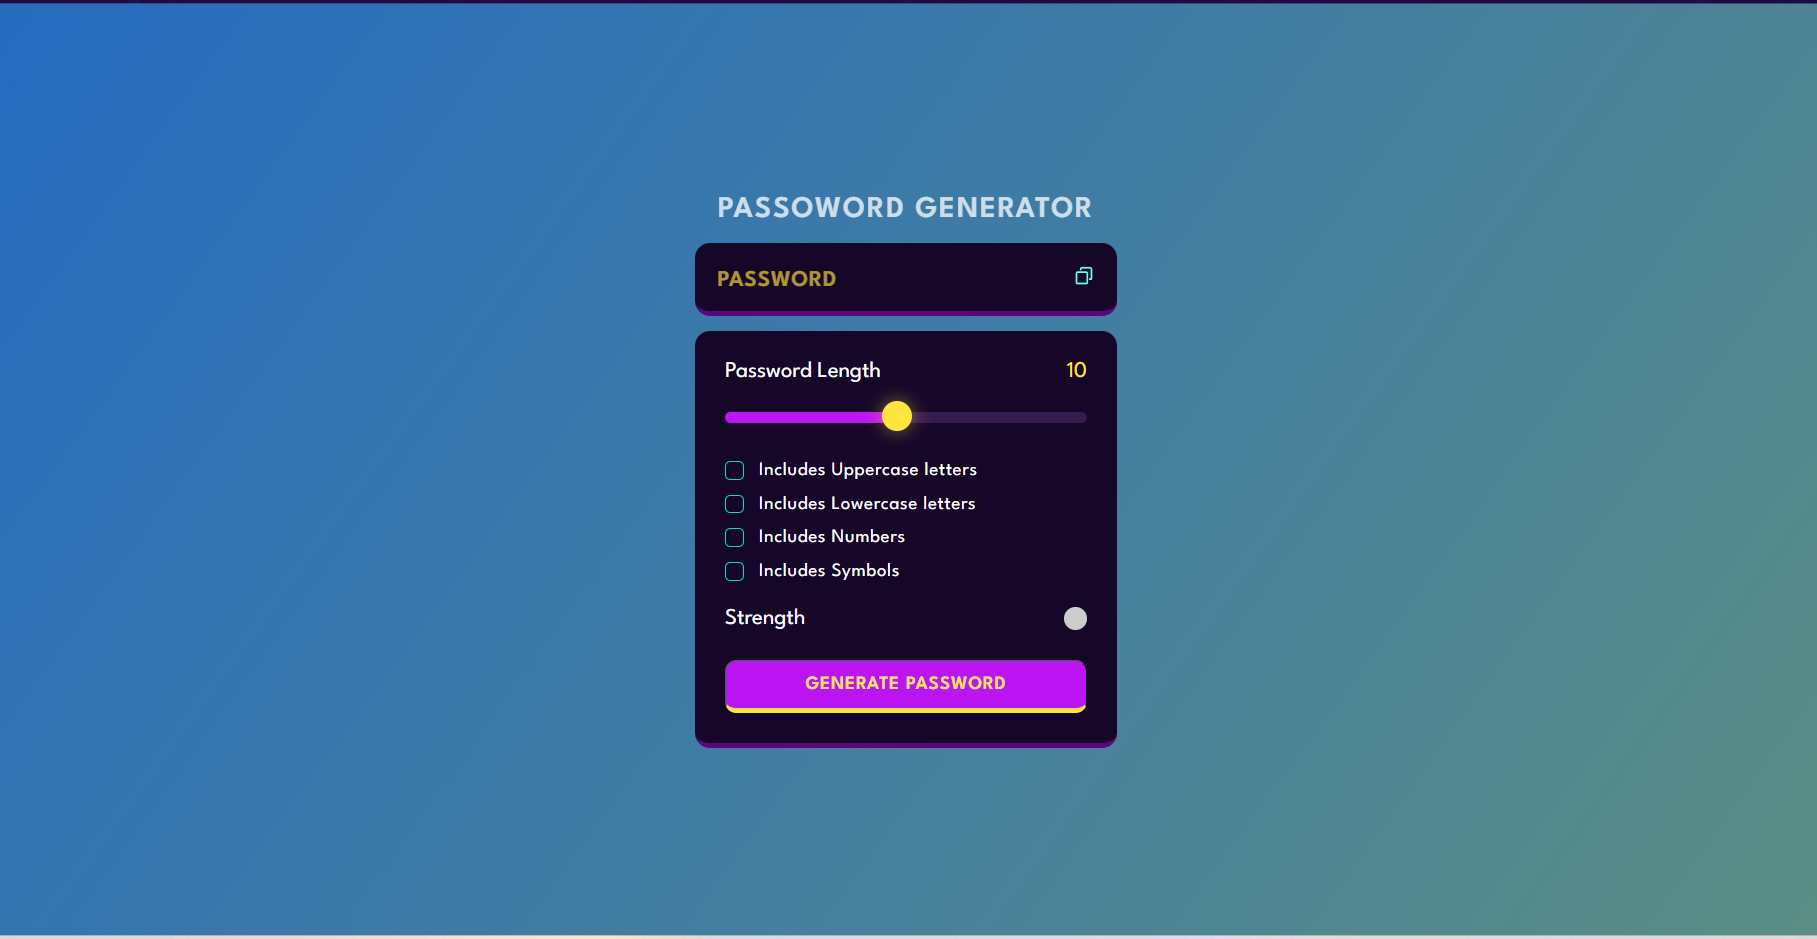 PASSOWORD GENERATOR
PASSWORD
Password Length 10
Includes Uppercase letters
Includes Lowercase letters
Includes Numbers
Includes Symbols
Strength
GENERATE PASSWORD